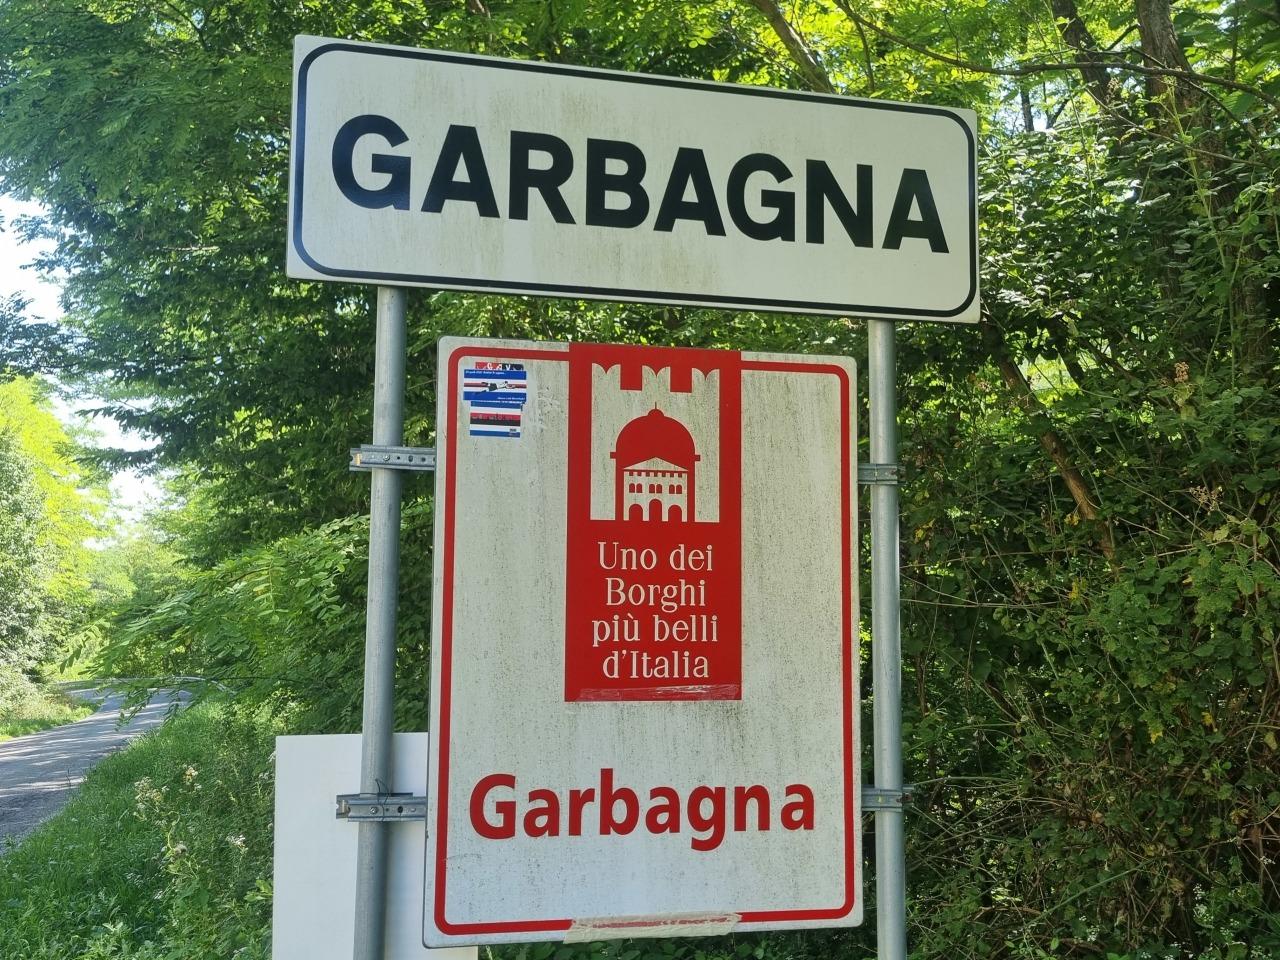 GARBAGNA
Uno dei
Borghi
più belli
d'Italia
Garbagna